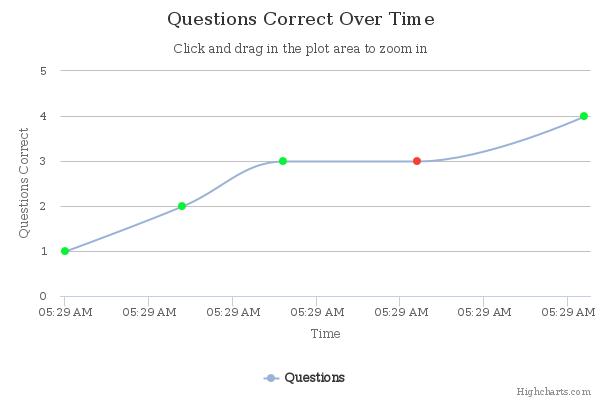 Questions Correct Over Time
Click and drag in the plot area to zoom in
Questions Correct
5
4
3
2
1
0
05:29 AM 05:29 AM 05:29 AM 05:29 AM 05:29 AM 05:29 AM 05:29 AM
Time
Questions
Highcharts.com